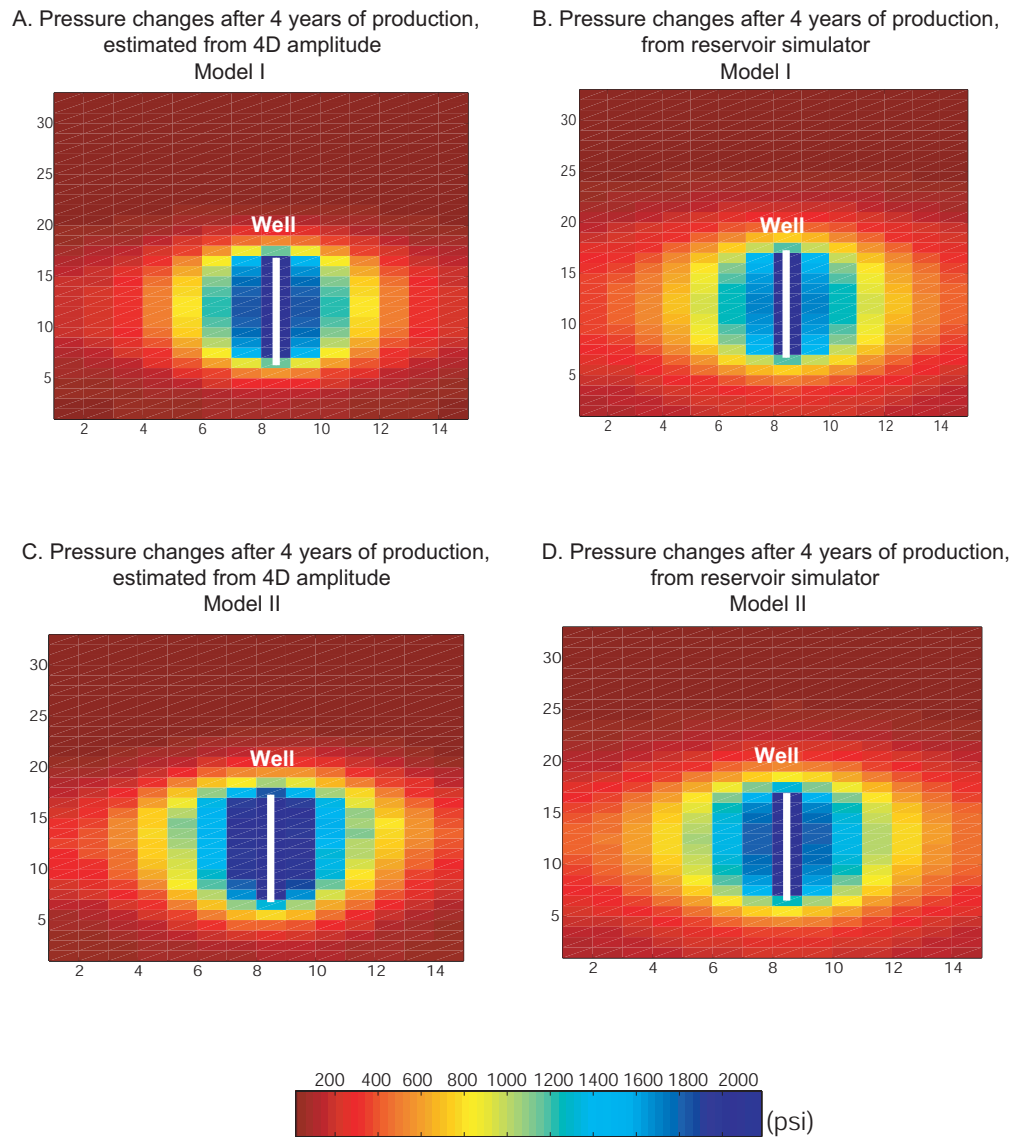 A. Pressure changes after 4 years of production,
estimated from 4D amplitude
Model I
B. Pressure changes after 4 years of production,
from reservoir simulator
Model I
30
25
20
15
10
5
Well
2 4 6 8 10 12 14
30
25
20
15
10
5
Well
2 4 6 8 10 12 14
C. Pressure changes after 4 years of production,
estimated from 4D amplitude
Model II
D. Pressure changes after 4 years of production,
from reservoir simulator
Model II
30
25
20
15
10
5
Well
2 4 6 8 10 12 14
30
25
20
15
10
5
Well
2 4 6 8 10 12 14
200 400 600 800 1000 1200 1400 1600 1800 2000
(psi)